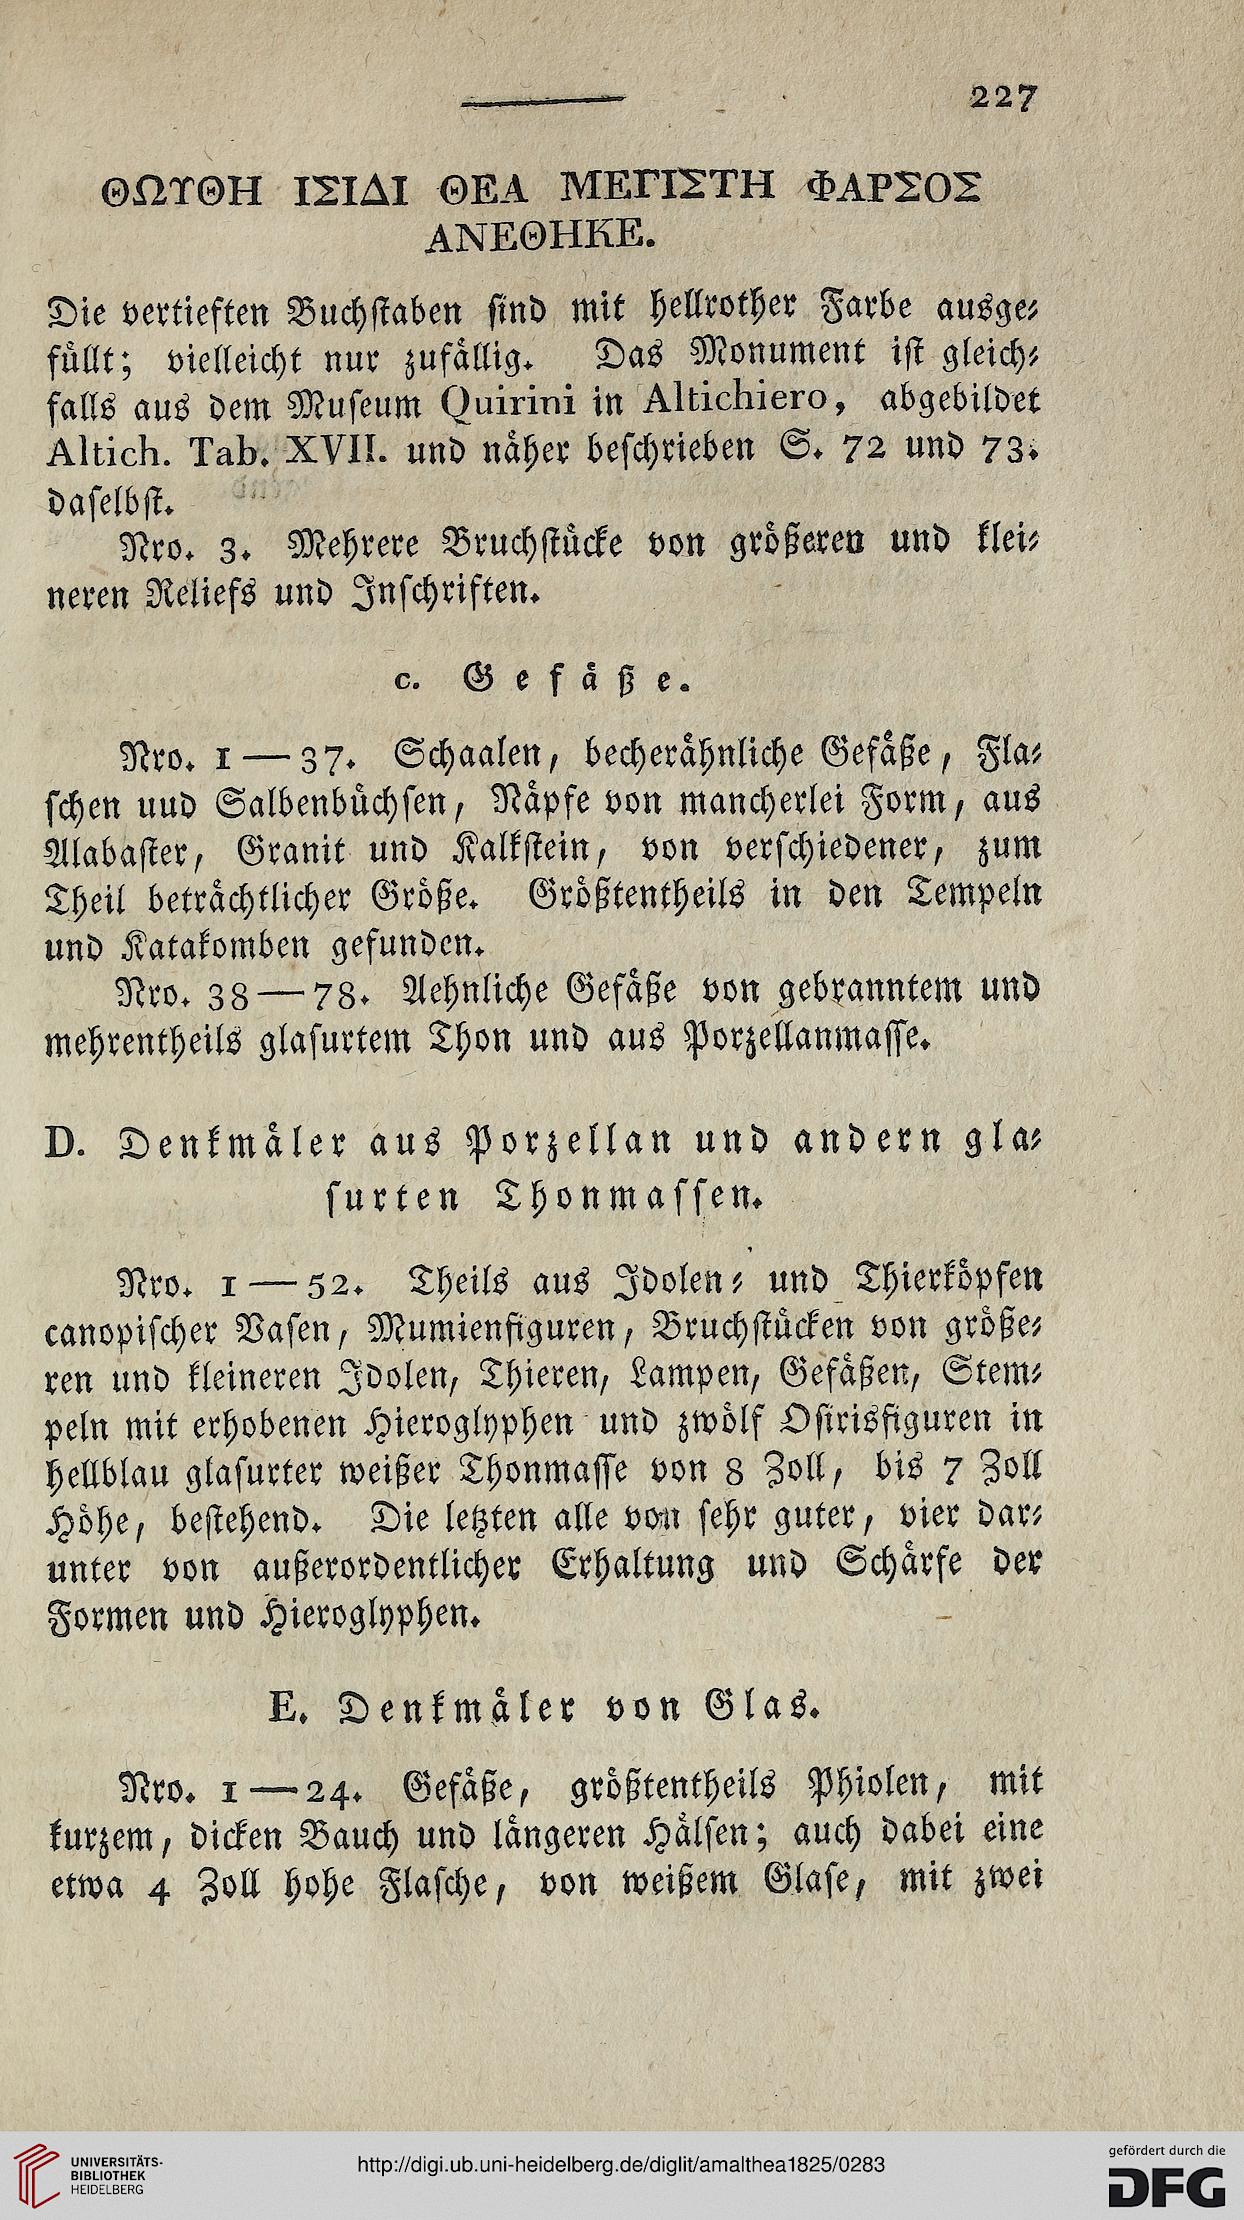 227
ΘΩΥΘΗ ΙΣΙΔΙ ΘΕΑ ΜΕΓΙΣΤΗ ΦΑΡΣΟΣ
ΑΝΕΘΗΚΕ.
Die vertieften Buchstaben sind mit hellrother Farbe ausge⸗
füllt; vielleicht nur zufällig. Das Monument ist gleich⸗
falls aus dem Museum Quirini in Altichiero, abgebildet
Altich. Tab. XVII. und näher beschrieben S. 72 und 73.
daselbst.
Nro. 3. Mehrere Bruchstücke von größeren und klei⸗
neren Reliefs und Inschriften.
c. Gefäße.
Nro. 1 — 37. Schaalen, becherähnliche Gefäße, Fla⸗
schen uud Salbenbüchsen, Näpfe von mancherlei Form, aus
Alabaster, Granit und Kalkstein, von verschiedener, zum
Theil beträchtlicher Größe. Größtentheils in den Tempeln
und Katakomben gefunden.
Nro. 38 — 78. Aehnliche Gefäße von gebranntem und
mehrentheils glasurtem Thon und aus Porzellanmasse.
D. Denkmäler aus Porzellan und andern gla⸗
surten Thonmassen.
Nro. 1 — 52. Theils aus Idolen⸗ und Thierköpfen
canopischer Vasen, Mumienfiguren, Bruchstücken von größe⸗
ren und kleineren Idolen, Thieren, Lampen, Gefäßen, Stem⸗
peln mit erhobenen Hieroglyphen und zwölf Osirisfiguren in
hellblau glasurter weißer Thonmasse von 8 Zoll, bis 7 Zoll
Höhe, bestehend. Die letzten alle von sehr guter, vier dar⸗
unter von außerordentlicher Erhaltung und Schärfe der
Formen und Hieroglyphen.
E. Denkmäler von Glas.
Nro. 1 — 24. Gefäße, größtentheils Phiolen, mit
kurzem, dicken Bauch und längeren Hälsen; auch dabei eine
etwa 4 Zoll hohe Flasche, von weißem Glase, mit zwei
UNIVERSITÄTS-
BIBLIOTHEK
HEIDELBERG
http://digi.ub.uni-heidelberg.de/diglit/amalthea1825/0283
gefördert durch die
DFG